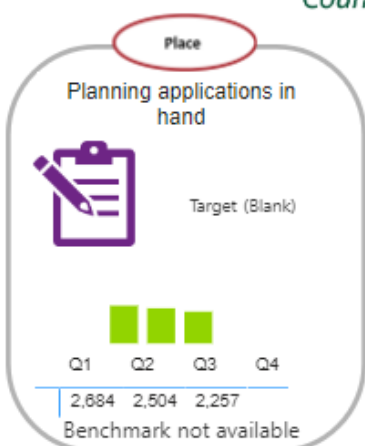 Place
Planning applications in
hand
Target (Blank)
Q1 Q2 Q3 Q4
2,684 2,504 2,257
Benchmark not available